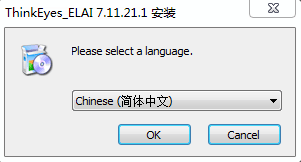 ThinkEyes_ELAI 7.11.21.1 安装
Please select a language.
Chinese (简体中文)
OK
Cancel